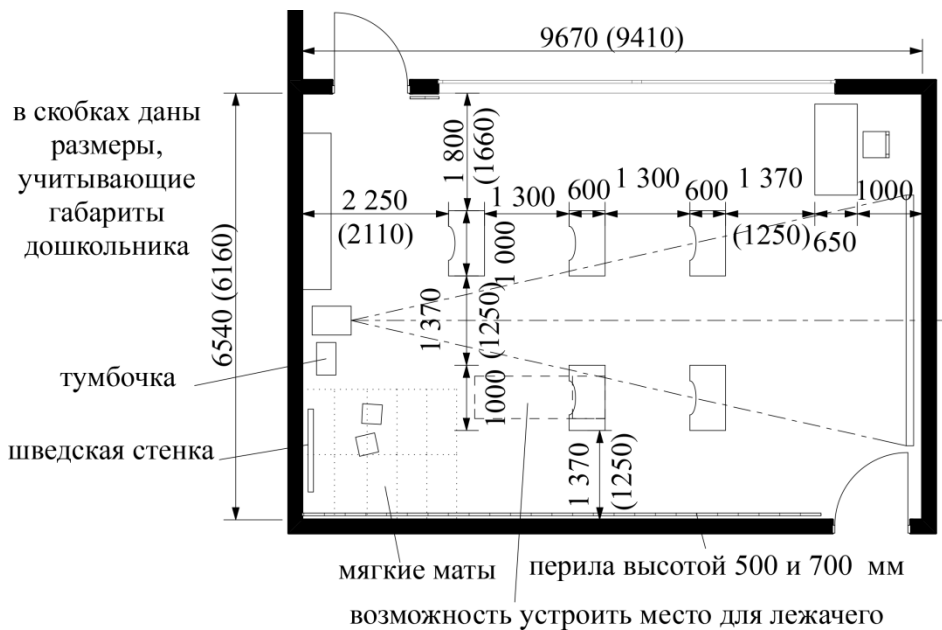 9670 (9410)
в скобках даны
размеры,
учитывающие
габариты
дошкольника
1 800
(1660)
2 250
(2110)
1 300
600
1 300
600
1 370
(1250)
650
1000
1 000
6540 (6160)
1 370
(1250)
1000
1 370
(1250)
тумбочка
шведская стенка
мягкие маты
перила высотой 500 и 700 мм
возможность устроить место для лежачего